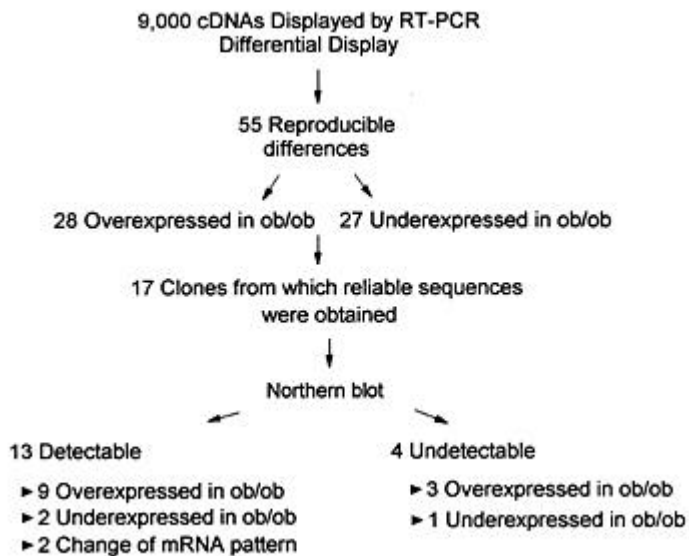 9,000 cDNAs Displayed by RT-PCR
Differential Display
55 Reproducible
differences
28 Overexpressed in ob/ob
27 Underexpressed in ob/ob
17 Clones from which reliable sequences
were obtained
Northern blot
13 Detectable
► 9 Overexpressed in ob/ob
► 2 Underexpressed in ob/ob
► 2 Change of mRNA pattern
4 Undetectable
► 3 Overexpressed in ob/ob
► 1 Underexpressed in ob/ob